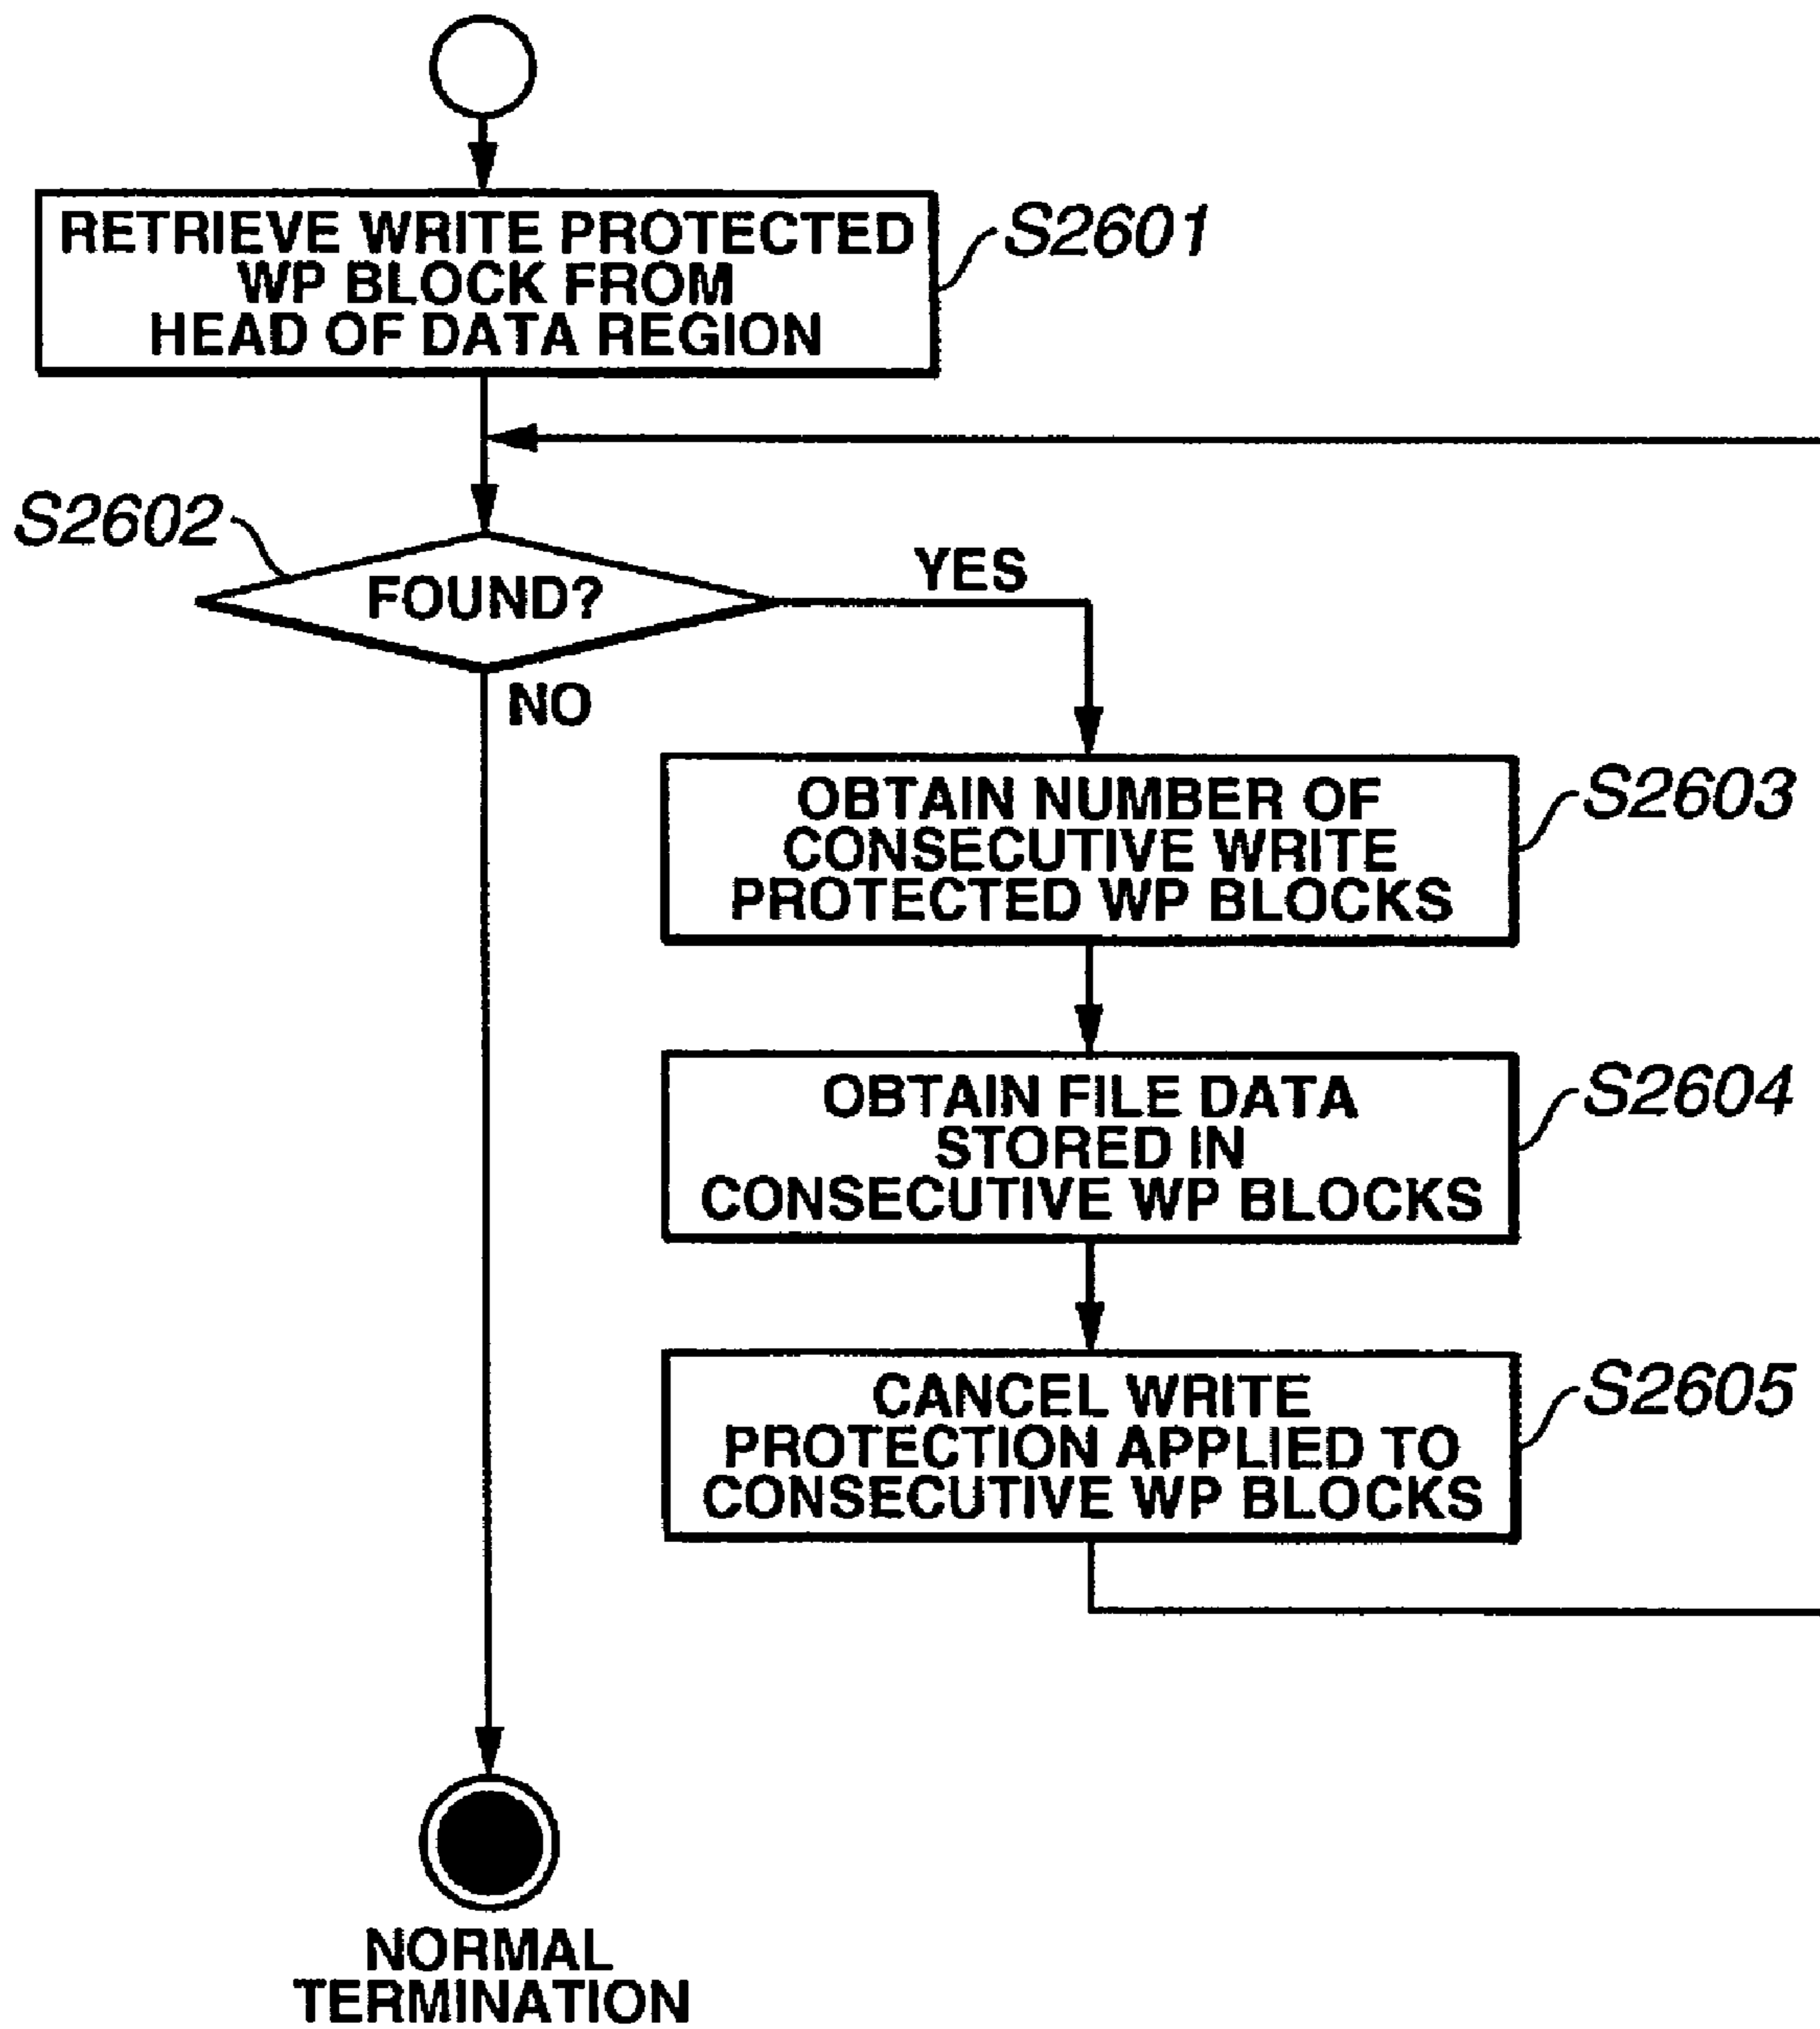 RETRIEVE WRITE PROTECTED
WP BLOCK FROM
HEAD OF DATA REGION
S2601
S2602
FOUND?
YES
NO
OBTAIN NUMBER OF
CONSECUTIVE WRITE
PROTECTED WP BLOCKS
S2603
OBTAIN FILE DATA
STORED IN
CONSECUTIVE WP BLOCKS
S2604
CANCEL WRITE
PROTECTION APPLIED TO
CONSECUTIVE WP BLOCKS
S2605
NORMAL
TERMINATION